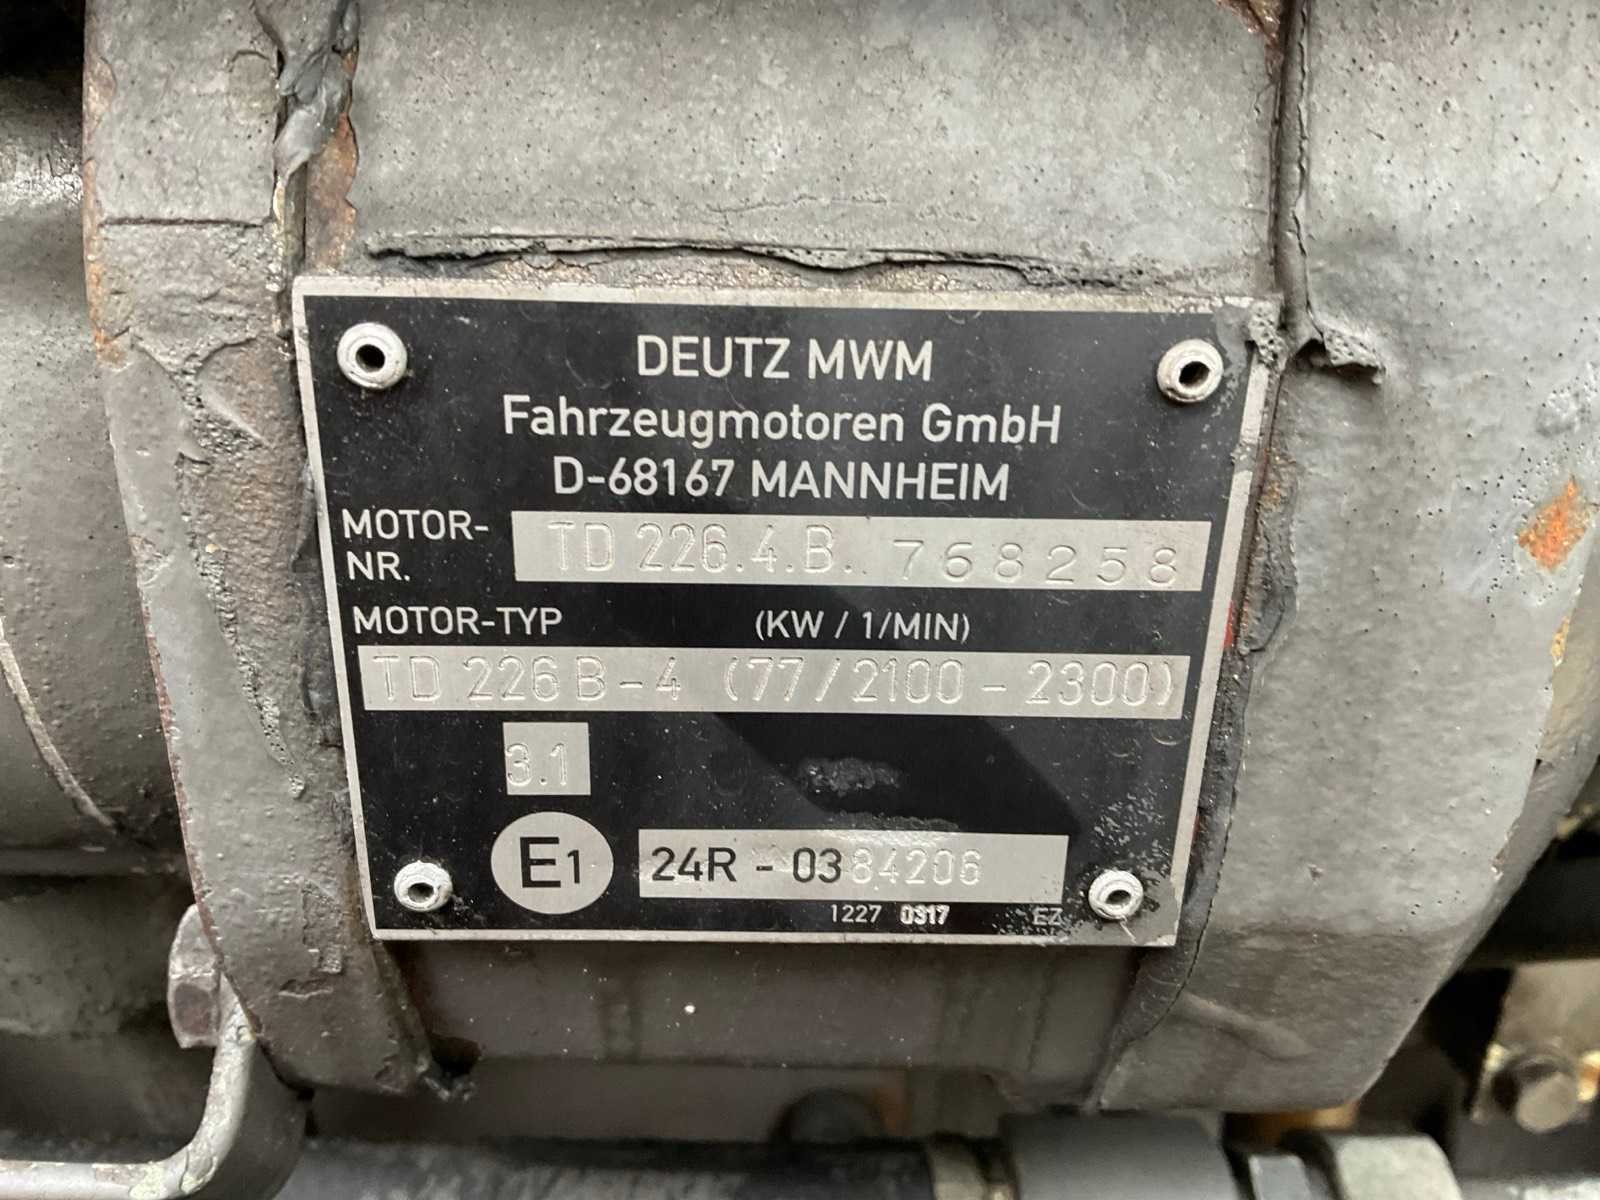 DEUTZ MWM
Fahrzeugmotoren GmbH
D-68167 MANNHEIM
MOTOR-
NR. TD 226.4.B. 768258
MOTOR-TYP (KW / 1/MIN)
TD 226 B-4 (77/2100-2300)
3.1
E1 24R - 0384206
1227 0317 EZ